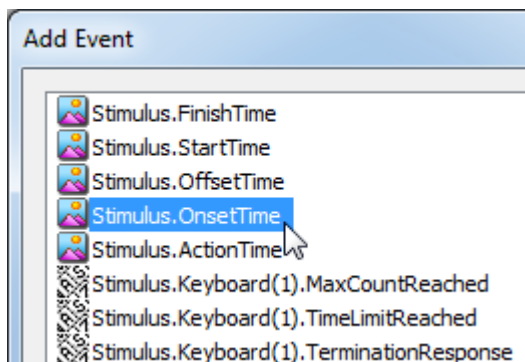 Add Event
Stimulus.FinishTime
Stimulus.StartTime
Stimulus.OffsetTime
Stimulus.OnsetTime
Stimulus.ActionTime
Stimulus.Keyboard(1).MaxCountReached
Stimulus.Keyboard(1).TimeLimitReached
Stimulus.Keyboard(1).TerminationResponse